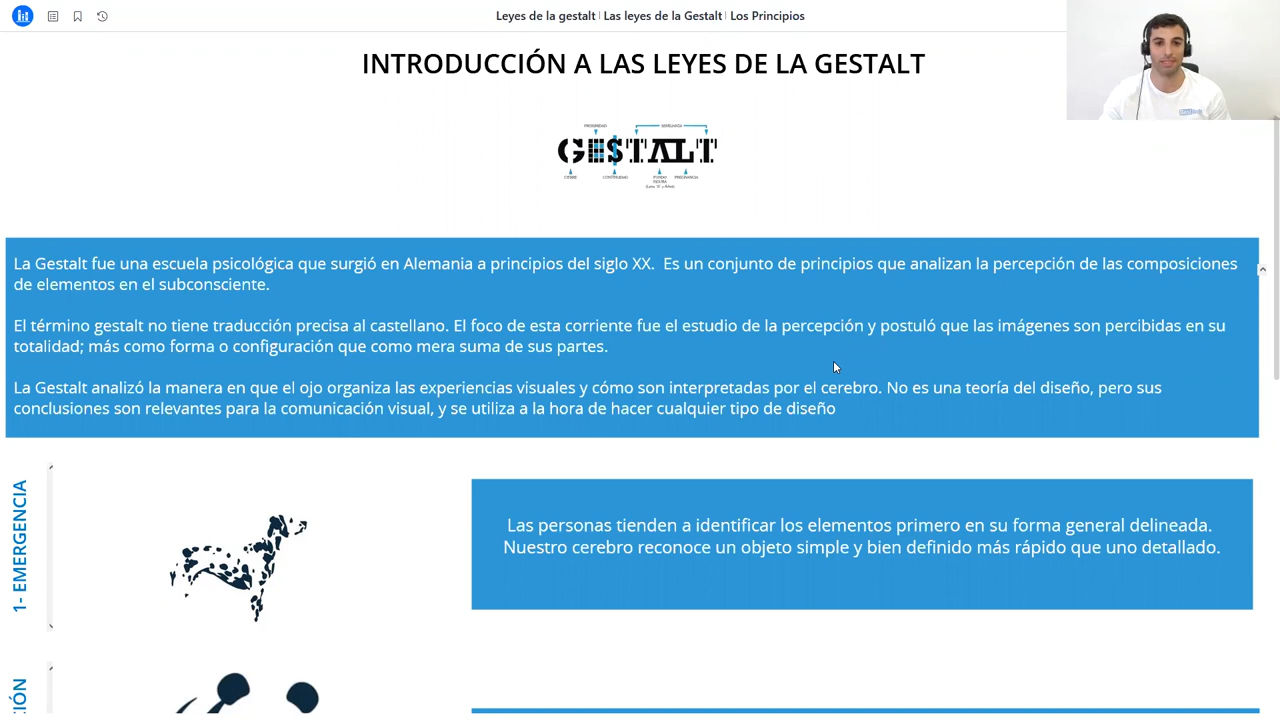 Leyes de la gestalt | Las leyes de la Gestalt | Los Principios
INTRODUCCIÓN A LAS LEYES DE LA GESTALT
PROXIMIDAD
SEMEJANZA
GESTALT
CIERRE
CONTINUIDAD
FONDO
FIGURA
PREGNANCIA
La Gestalt fue una escuela psicológica que surgió en Alemania a principios del siglo XX. Es un conjunto de principios que analizan la percepción de las composiciones
de elementos en el subconsciente.
El término gestalt no tiene traducción precisa al castellano. El foco de esta corriente fue el estudio de la percepción y postuló que las imágenes son percibidas en su
totalidad; más como forma o configuración que como mera suma de sus partes.
La Gestalt analizó la manera en que el ojo organiza las experiencias visuales y cómo son interpretadas por el cerebro. No es una teoría del diseño, pero sus
conclusiones son relevantes para la comunicación visual, y se utiliza a la hora de hacer cualquier tipo de diseño
1- EMERGENCIA
Las personas tienden a identificar los elementos primero en su forma general delineada.
Nuestro cerebro reconoce un objeto simple y bien definido más rápido que uno detallado.